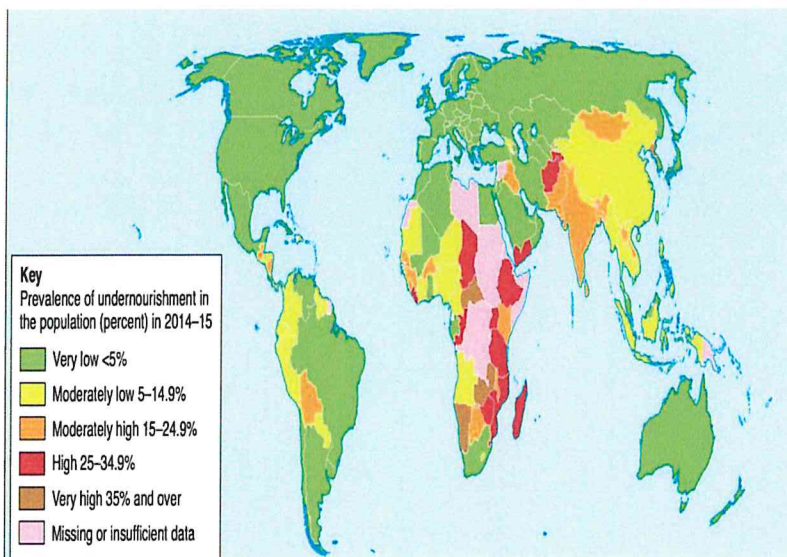 Key
Prevalence of undernourishment in
the population (percent) in 2014–15
Very low <5%
Moderately low 5–14.9%
Moderately high 15–24.9%
High 25–34.9%
Very high 35% and over
Missing or insufficient data